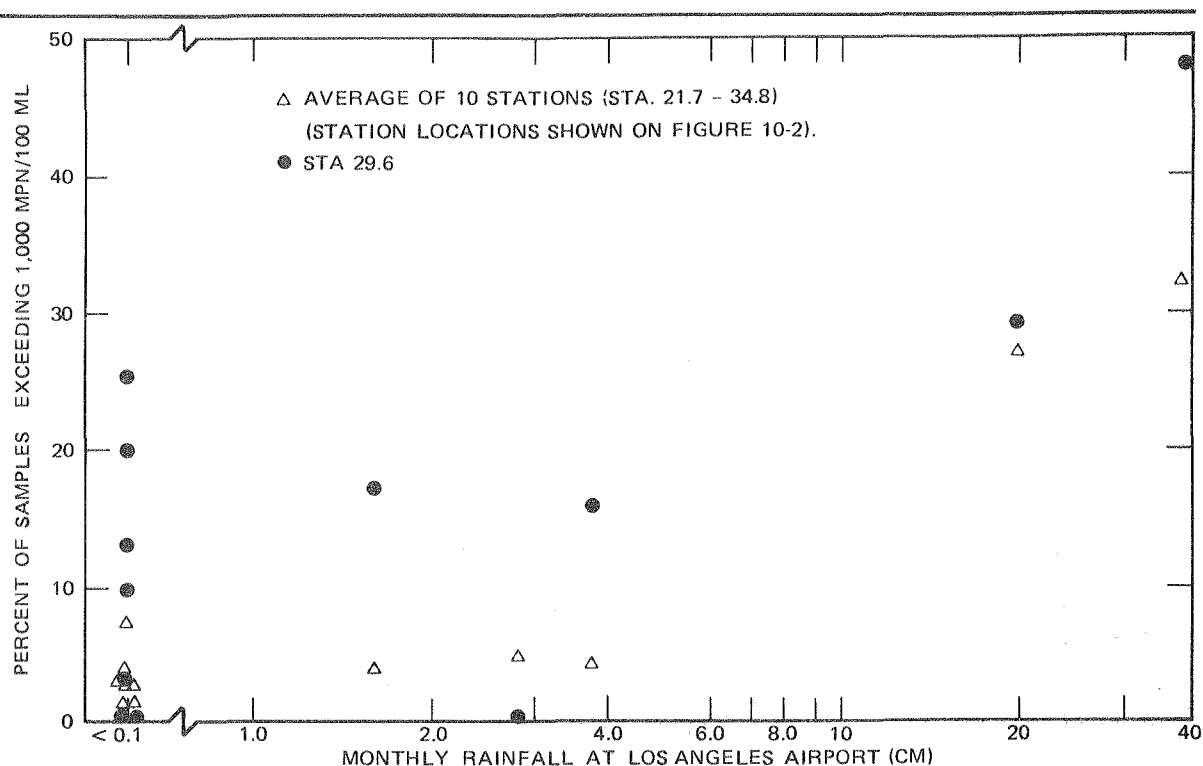 50
40
30
20
10
0
PERCENT OF SAMPLES EXCEEDING 1,000 MPN/100 ML
△ AVERAGE OF 10 STATIONS (STA. 21.7 – 34.8)
(STATION LOCATIONS SHOWN ON FIGURE 10-2).
● STA 29.6
< 0.1 1.0 2.0 4.0 6.0 8.0 10 20 40
MONTHLY RAINFALL AT LOS ANGELES AIRPORT (CM)